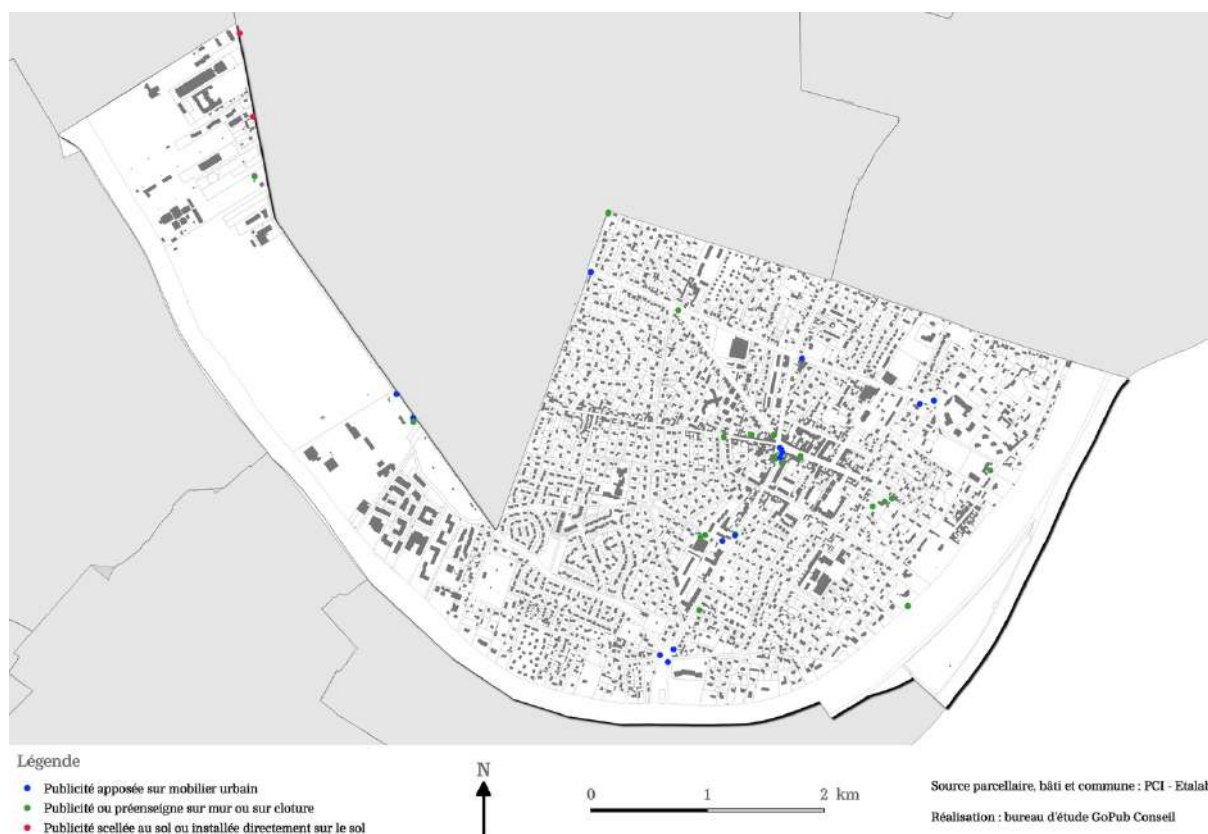 Légende
Publicité apposée sur mobilier urbain
Publicité ou préenseigne sur mur ou sur cloture
Publicité scellée au sol ou installée directement sur le sol
N
0 1 2 km
Source parcellaire, bâti et commune : PCI - Etalab
Réalisation : bureau d'étude GoPub Conseil